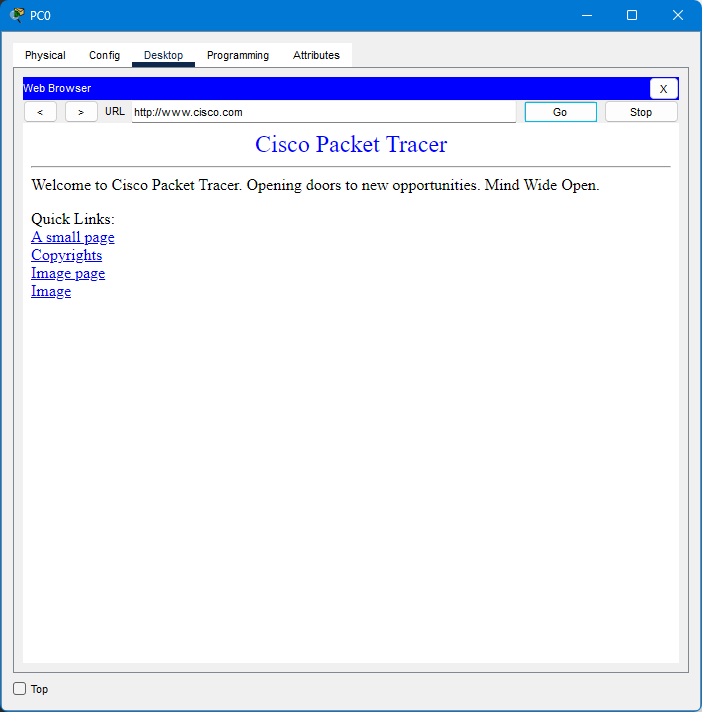 PC0
Physical Config Desktop Programming Attributes
Web Browser X
< > URL http://www.cisco.com Go Stop
Cisco Packet Tracer
Welcome to Cisco Packet Tracer. Opening doors to new opportunities. Mind Wide Open.
Quick Links:
A small page
Copyrights
Image page
Image
Top